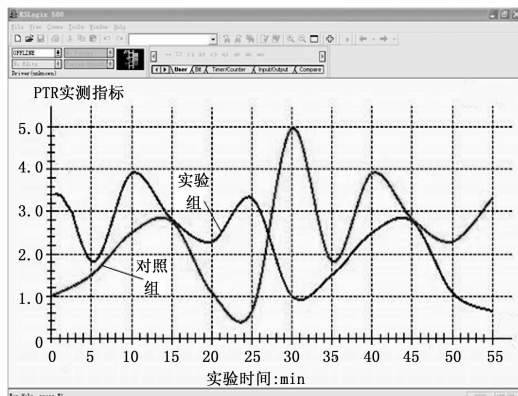 RSLogix 500
File View Comms Tools Window Help
OFFLINE
No Edits
Driver(unknown)
User Bit Timer/Counter Input/Output Compare
PTR实测指标
5.0
4.0
3.0
2.0
1.0
0
实验
组
对照
组
0 5 10 15 20 25 30 35 40 45 50 55
实验时间:min